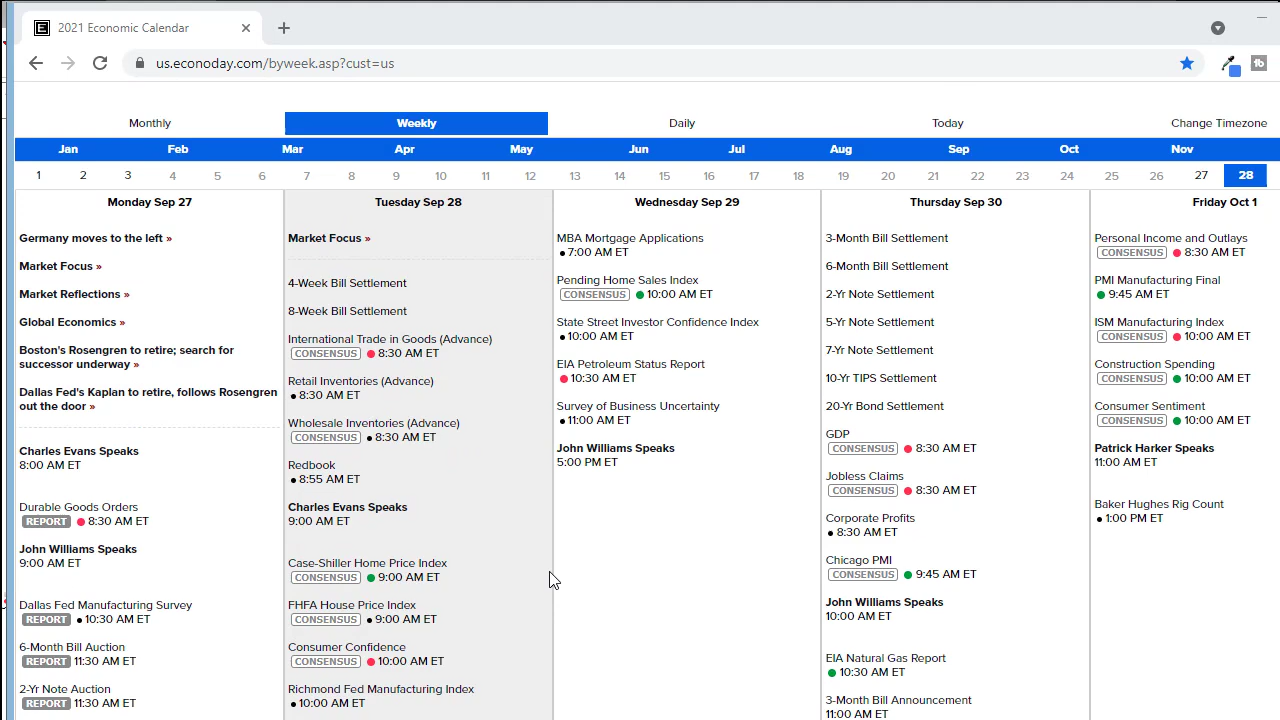 2021 Economic Calendar
us.econoday.com/byweek.asp?cust=us
Monthly Weekly Daily Today Change Timezone
Jan Feb Mar Apr May Jun Jul Aug Sep Oct Nov
1 2 3 4 5 6 7 8 9 10 11 12 13 14 15 16 17 18 19 20 21 22 23 24 25 26 27 28
Monday Sep 27
Germany moves to the left »
Market Focus »
Market Reflections »
Global Economics »
Boston's Rosengren to retire; search for
successor underway »
Dallas Fed's Kaplan to retire, follows Rosengren
out the door »
Charles Evans Speaks
8:00 AM ET
Durable Goods Orders
REPORT 8:30 AM ET
John Williams Speaks
9:00 AM ET
Dallas Fed Manufacturing Survey
REPORT 10:30 AM ET
6-Month Bill Auction
REPORT 11:30 AM ET
2-Yr Note Auction
REPORT 11:30 AM ET
Tuesday Sep 28
Market Focus »
4-Week Bill Settlement
8-Week Bill Settlement
International Trade in Goods (Advance)
CONSENSUS 8:30 AM ET
Retail Inventories (Advance)
8:30 AM ET
Wholesale Inventories (Advance)
CONSENSUS 8:30 AM ET
Redbook
8:55 AM ET
Charles Evans Speaks
9:00 AM ET
Case-Shiller Home Price Index
CONSENSUS 9:00 AM ET
FHFA House Price Index
CONSENSUS 9:00 AM ET
Consumer Confidence
CONSENSUS 10:00 AM ET
Richmond Fed Manufacturing Index
10:00 AM ET
Wednesday Sep 29
MBA Mortgage Applications
7:00 AM ET
Pending Home Sales Index
CONSENSUS 10:00 AM ET
State Street Investor Confidence Index
10:00 AM ET
EIA Petroleum Status Report
10:30 AM ET
Survey of Business Uncertainty
11:00 AM ET
John Williams Speaks
5:00 PM ET
Thursday Sep 30
3-Month Bill Settlement
6-Month Bill Settlement
2-Yr Note Settlement
5-Yr Note Settlement
7-Yr Note Settlement
10-Yr TIPS Settlement
20-Yr Bond Settlement
GDP
CONSENSUS 8:30 AM ET
Jobless Claims
CONSENSUS 8:30 AM ET
Corporate Profits
8:30 AM ET
Chicago PMI
CONSENSUS 9:45 AM ET
John Williams Speaks
10:00 AM ET
EIA Natural Gas Report
10:30 AM ET
3-Month Bill Announcement
11:00 AM ET
Friday Oct 1
Personal Income and Outlays
CONSENSUS 8:30 AM ET
PMI Manufacturing Final
9:45 AM ET
ISM Manufacturing Index
CONSENSUS 10:00 AM ET
Construction Spending
CONSENSUS 10:00 AM ET
Consumer Sentiment
CONSENSUS 10:00 AM ET
Patrick Harker Speaks
11:00 AM ET
Baker Hughes Rig Count
1:00 PM ET